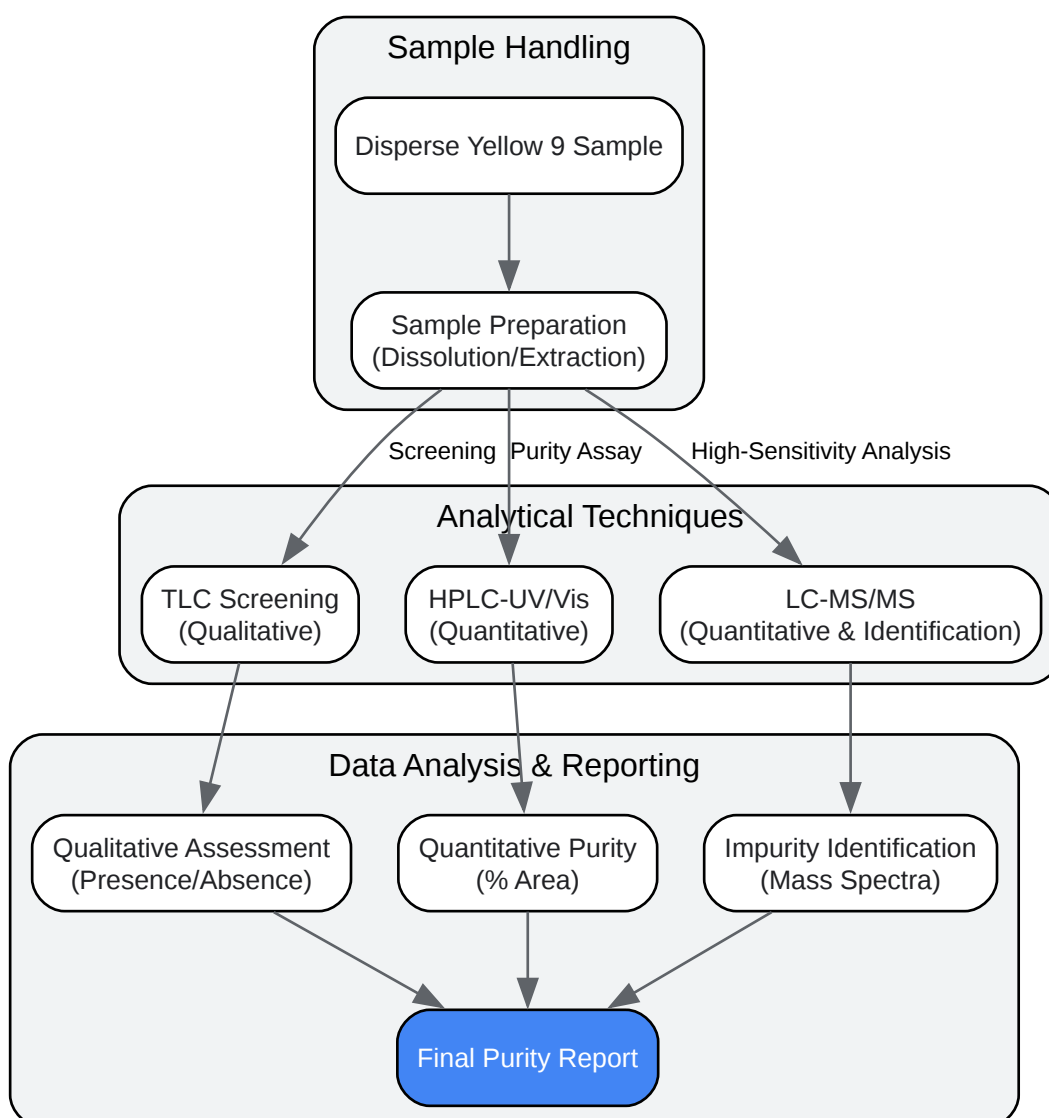 Sample Handling
Disperse Yellow 9 Sample
Sample Preparation
(Dissolution/Extraction)
Screening
Purity Assay
High-Sensitivity Analysis
Analytical Techniques
TLC Screening
(Qualitative)
HPLC-UV/Vis
(Quantitative)
LC-MS/MS
(Quantitative & Identification)
Data Analysis & Reporting
Qualitative Assessment
(Presence/Absence)
Quantitative Purity
(% Area)
Impurity Identification
(Mass Spectra)
Final Purity Report